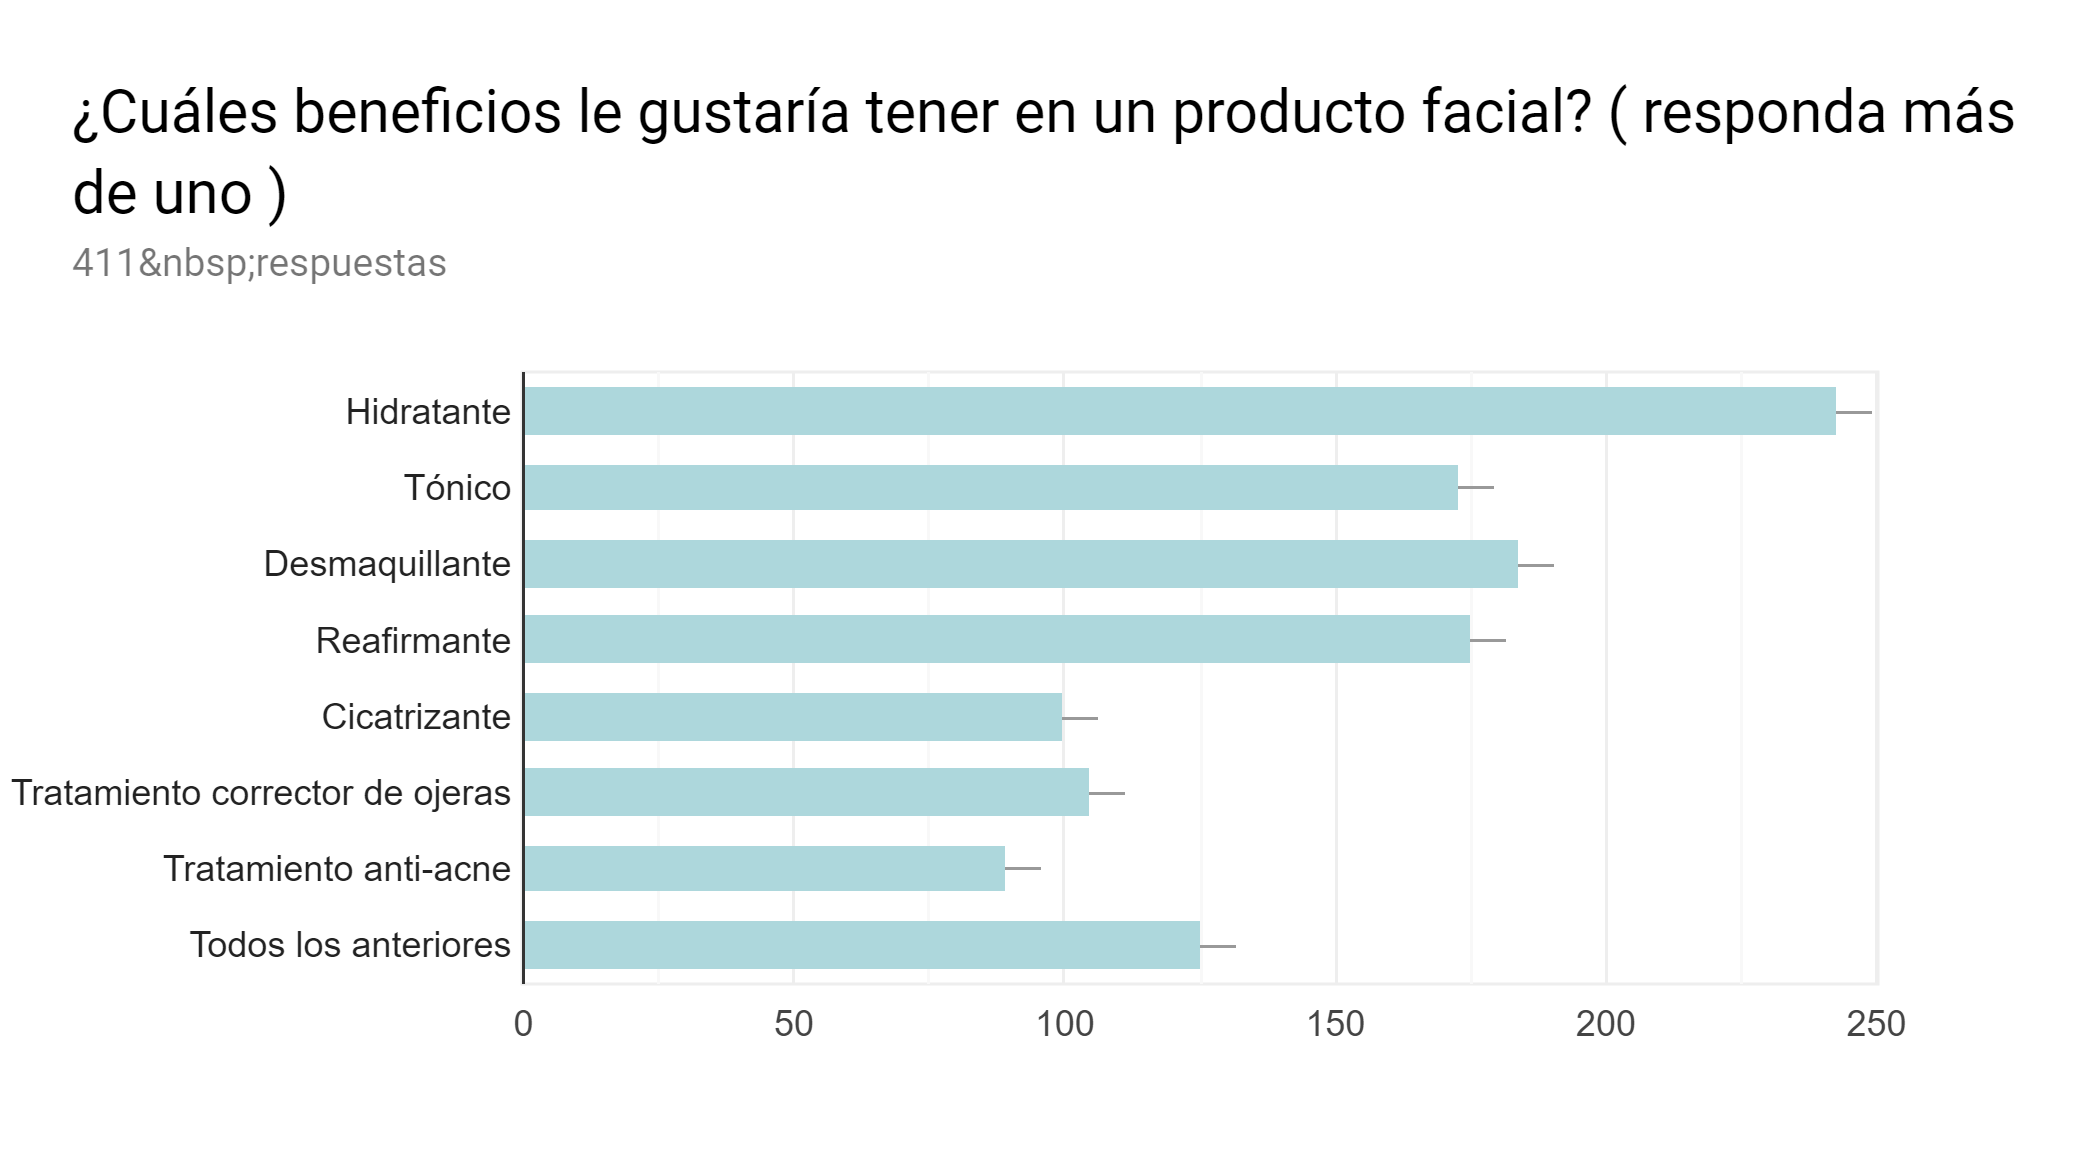 ¿Cuáles beneficios le gustaría tener en un producto facial? ( responda más
de uno )
411&nbsp;respuestas
Hidratante
Tónico
Desmaquillante
Reafirmante
Cicatrizante
Tratamiento corrector de ojeras
Tratamiento anti-acne
Todos los anteriores
0 50 100 150 200 250